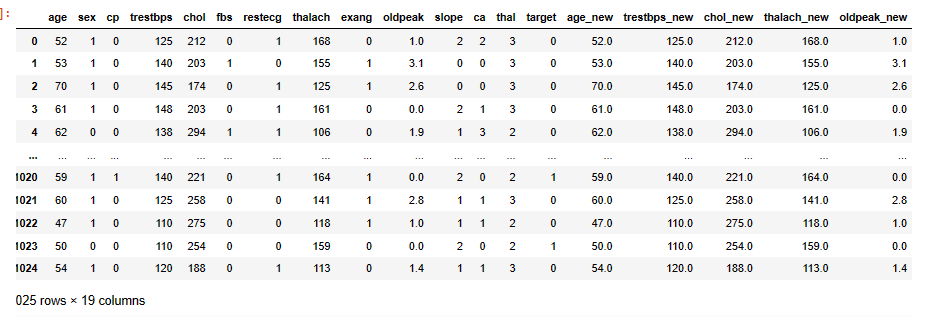 ]:
age sex cp trestbps chol fbs restecg thalach exang oldpeak slope ca thal target age_new trestbps_new chol_new thalach_new oldpeak_new
0 52 1 0 125 212 0 1 168 0 1.0 2 2 3 0 52.0 125.0 212.0 168.0 1.0
1 53 1 0 140 203 1 0 155 1 3.1 0 0 3 0 53.0 140.0 203.0 155.0 3.1
2 70 1 0 145 174 0 1 125 1 2.6 0 0 3 0 70.0 145.0 174.0 125.0 2.6
3 61 1 0 148 203 0 1 161 0 0.0 2 1 3 0 61.0 148.0 203.0 161.0 0.0
4 62 0 0 138 294 1 1 106 0 1.9 1 3 2 0 62.0 138.0 294.0 106.0 1.9
... ... ... ... ... ... ... ... ... ... ... ... ... ... ... ... ... ... ... ...
1020 59 1 1 140 221 0 1 164 1 0.0 2 0 2 1 59.0 140.0 221.0 164.0 0.0
1021 60 1 0 125 258 0 0 141 1 2.8 1 1 3 0 60.0 125.0 258.0 141.0 2.8
1022 47 1 0 110 275 0 0 118 1 1.0 1 1 2 0 47.0 110.0 275.0 118.0 1.0
1023 50 0 0 110 254 0 0 159 0 0.0 2 0 2 1 50.0 110.0 254.0 159.0 0.0
1024 54 1 0 120 188 0 1 113 0 1.4 1 1 3 0 54.0 120.0 188.0 113.0 1.4
025 rows × 19 columns